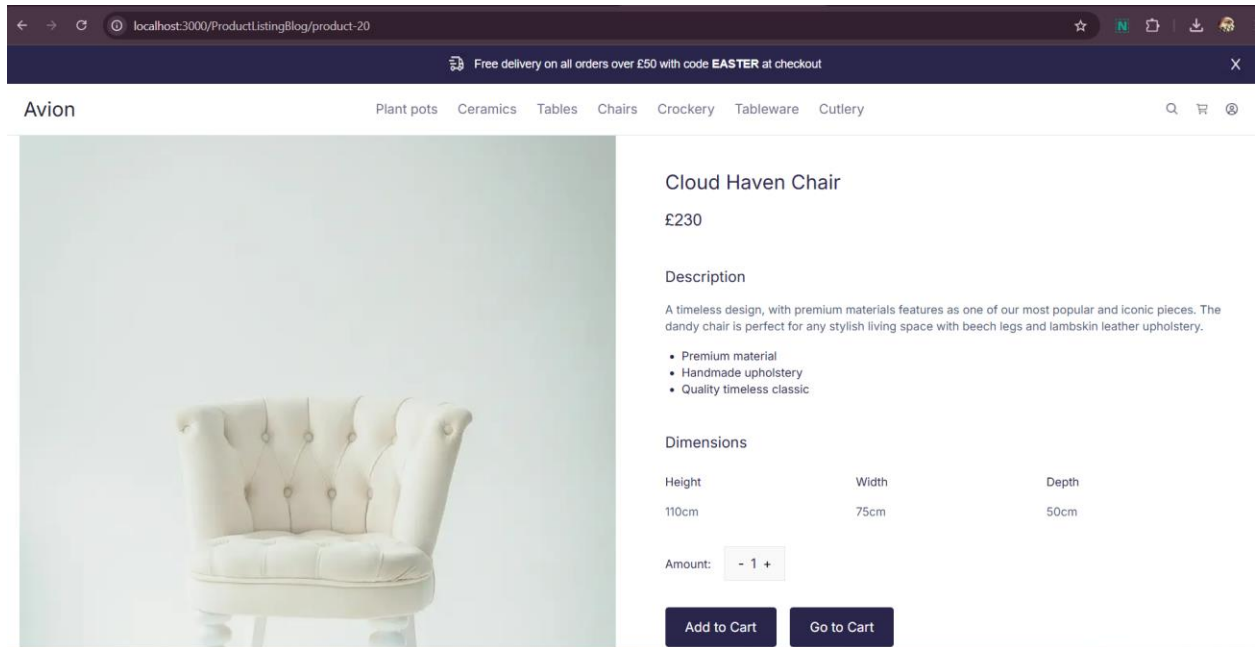 localhost:3000/ProductListingBlog/product-20
N
Free delivery on all orders over £50 with code EASTER at checkout
X
Avion
Plant pots Ceramics Tables Chairs Crockery Tableware Cutlery
Cloud Haven Chair
£230
Description
A timeless design, with premium materials features as one of our most popular and iconic pieces. The
dandy chair is perfect for any stylish living space with beech legs and lambskin leather upholstery.
• Premium material
• Handmade upholstery
• Quality timeless classic
Dimensions
Height Width Depth
110cm 75cm 50cm
Amount: - 1 +
Add to Cart Go to Cart